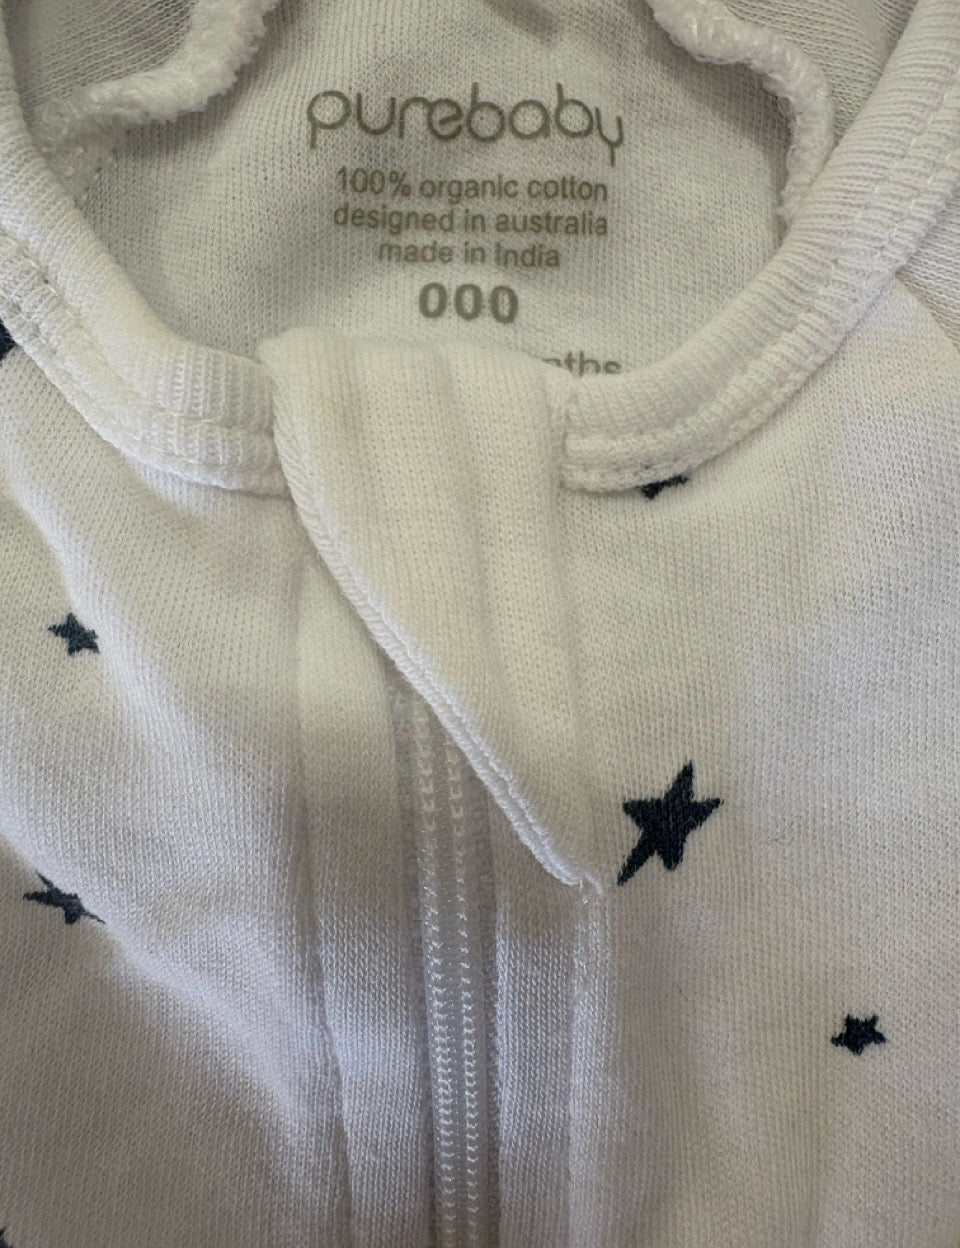 purebaby
100% organic cotton
designed in australia
made in India
000